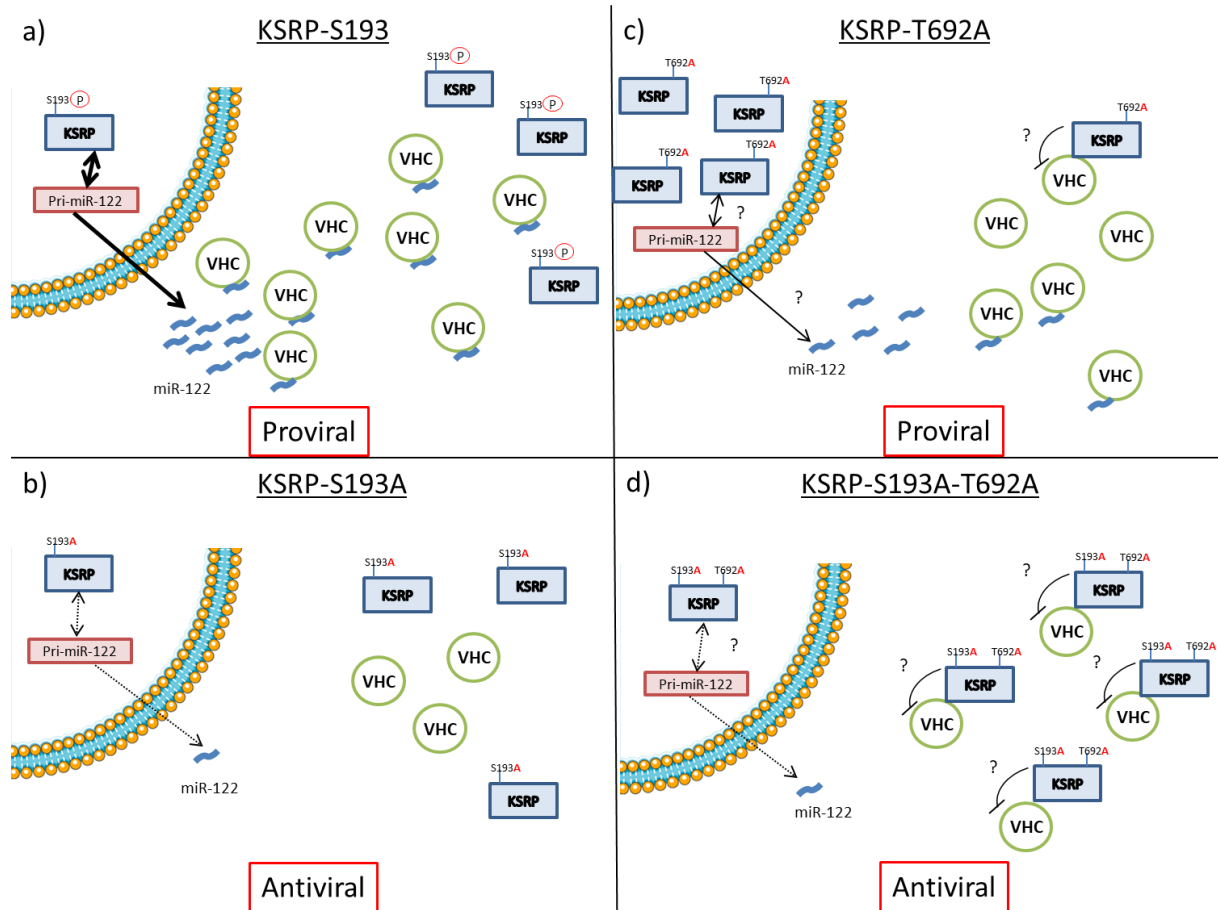 a)
KSRP-S193
S193 P
KSRP
Pri-miR-122
miR-122
S193 P
KSRP
S193 P
KSRP
S193 P
KSRP
VHC
VHC
VHC
VHC
VHC
VHC
VHC
VHC
Proviral
c)
KSRP-T692A
T692A
KSRP
T692A
KSRP
T692A
KSRP
T692A
KSRP
?
Pri-miR-122
?
miR-122
T692A
?
KSRP
VHC
VHC
VHC
VHC
VHC
VHC
Proviral
b)
KSRP-S193A
S193A
KSRP
Pri-miR-122
miR-122
S193A
KSRP
S193A
KSRP
VHC
VHC
VHC
S193A
KSRP
Antiviral
d)
KSRP-S193A-T692A
S193A T692A
KSRP
?
Pri-miR-122
miR-122
S193A T692A
?
KSRP
VHC
S193A T692A
?
KSRP
VHC
S193A T692A
?
KSRP
VHC
S193A T692A
?
KSRP
VHC
Antiviral